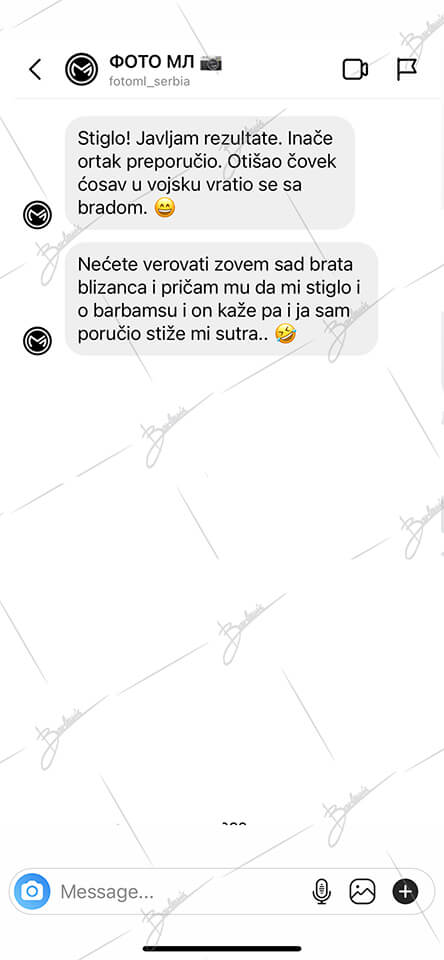 ФОТО МЛ 📷
fotoml_serbia
Stiglo! Javljam rezultate. Inače
ortak preporučio. Otišao čovek
ćosav u vojsku vratio se sa
bradom. 😄
Nećete verovati zovem sad brata
blizanca i pričam mu da mi stiglo i
o barbamsu i on kaže pa i ja sam
poručio stiže mi sutra.. 🤣
Message...